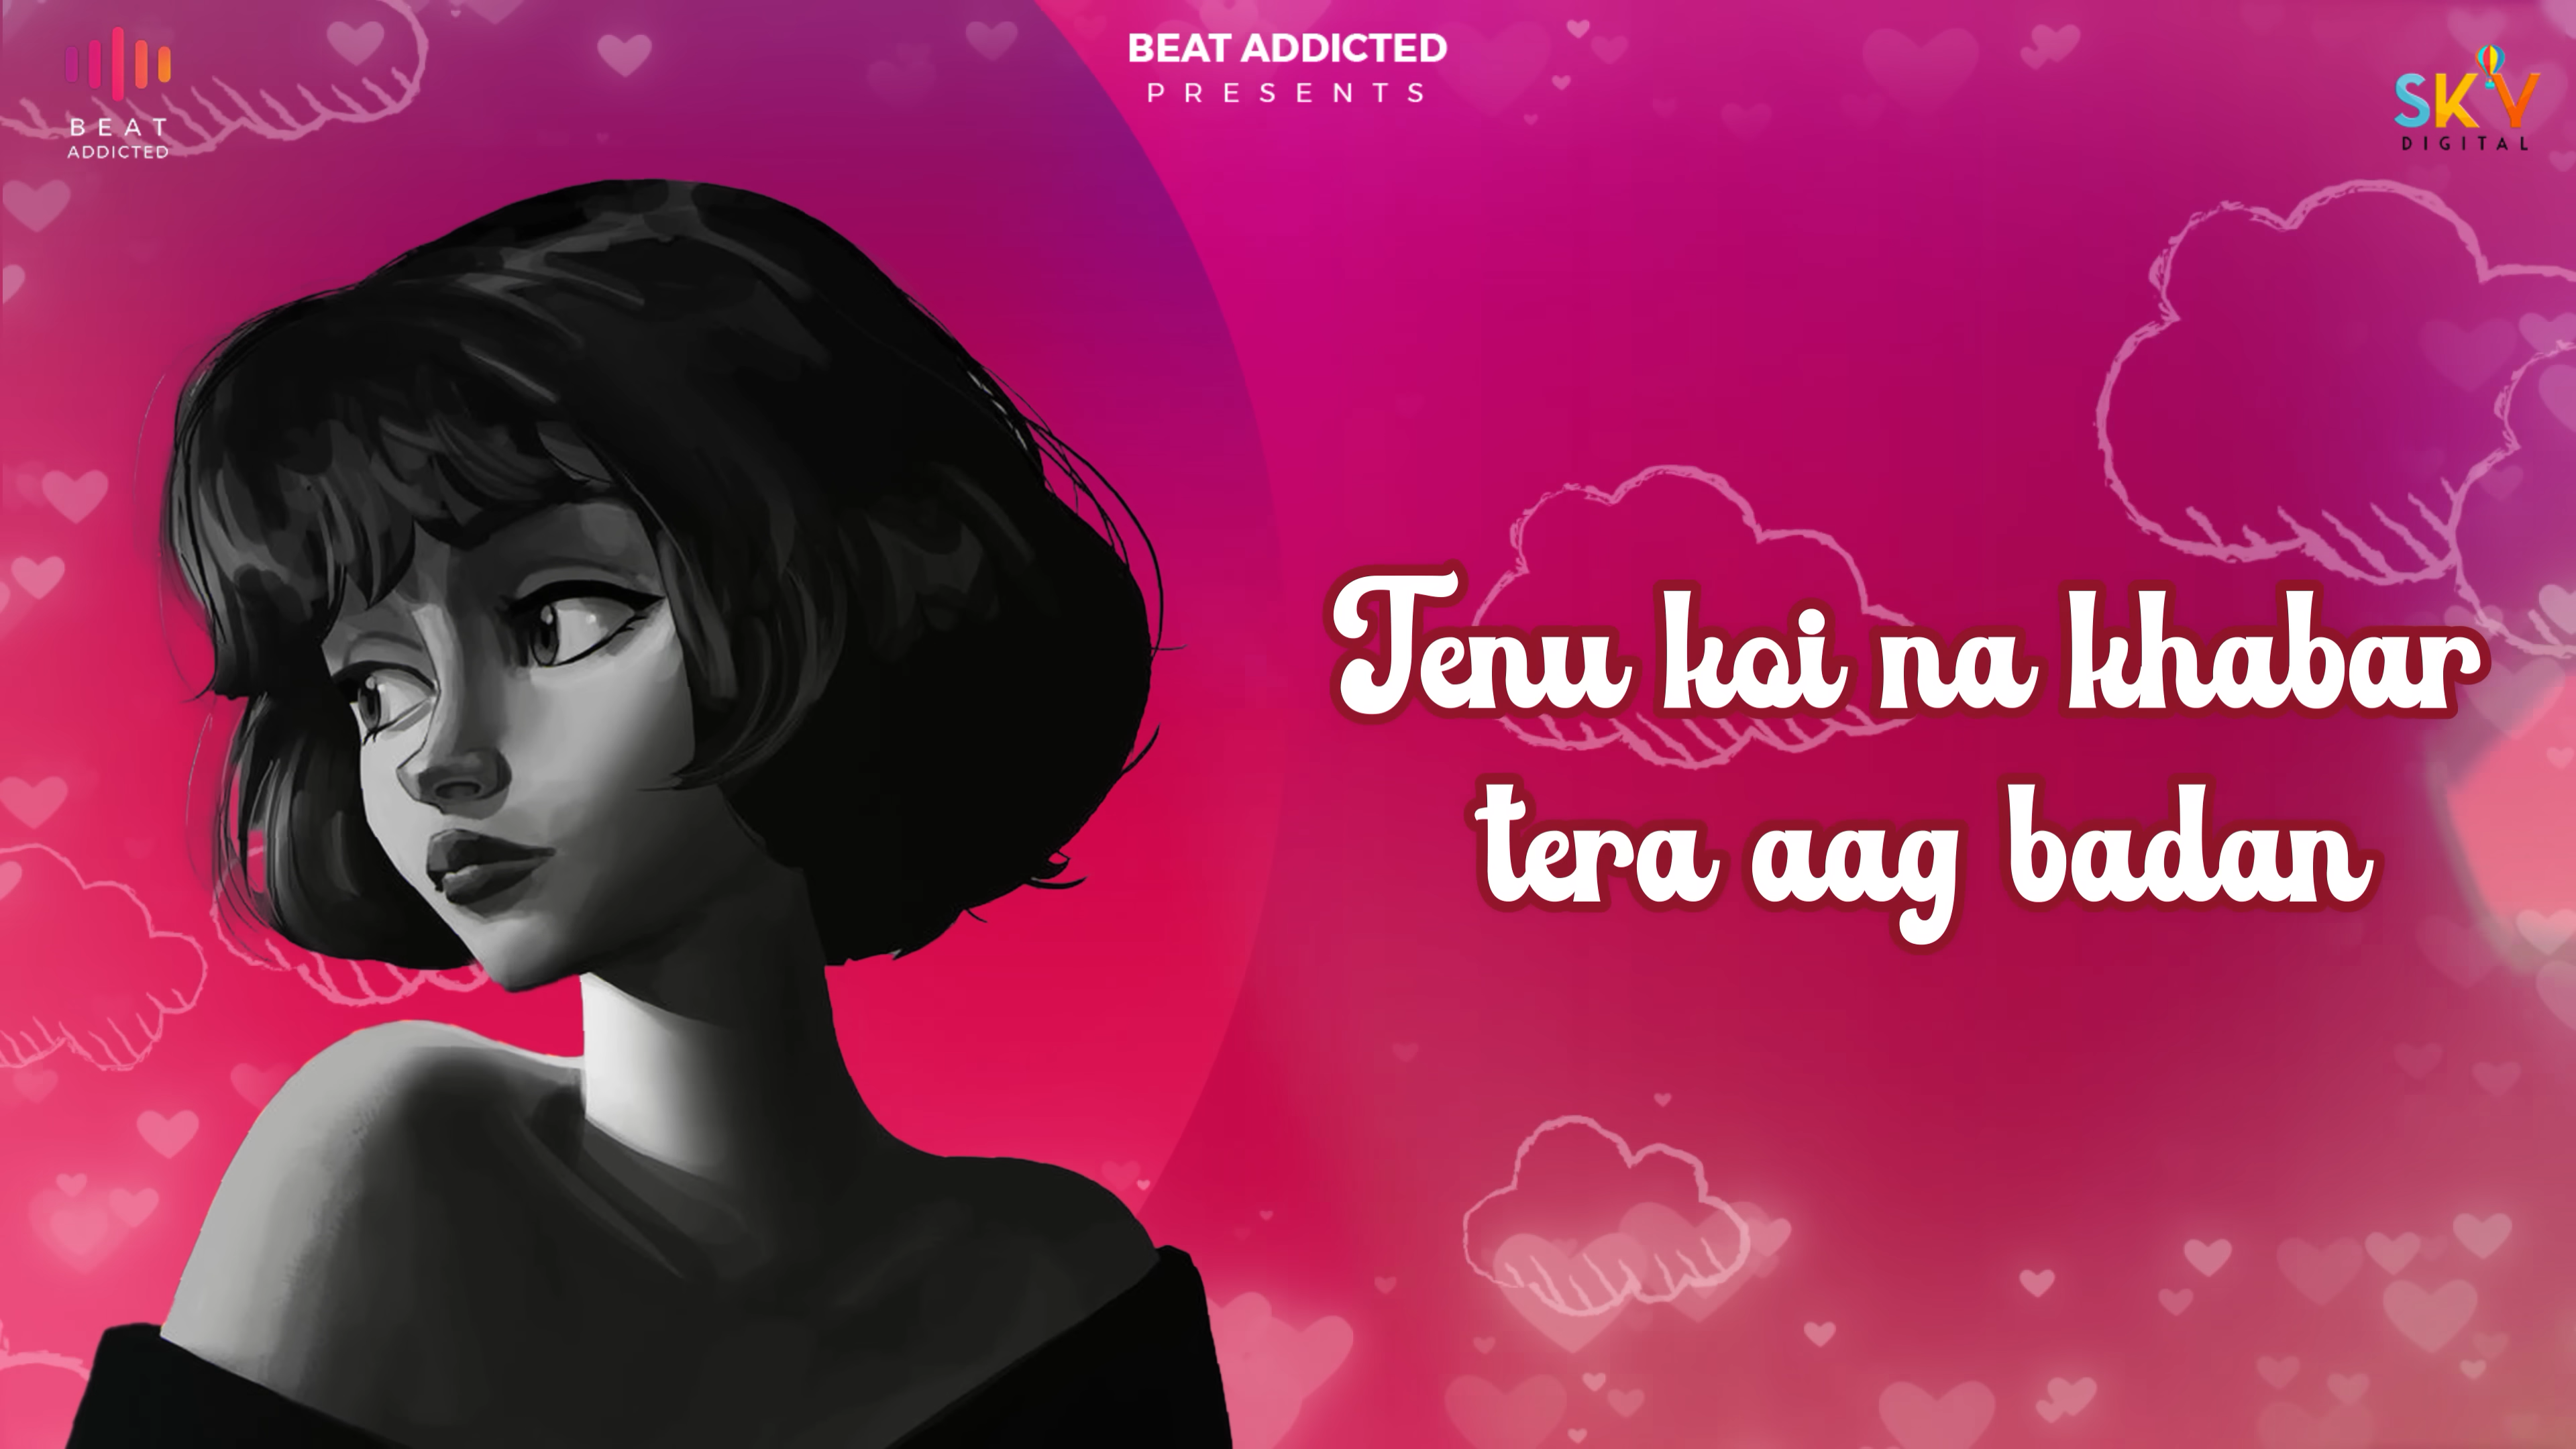 BEAT ADDICTED
PRESENTS
BEAT
ADDICTED
SKY
DIGITAL
Tenu koi na khabar
tera aag badan